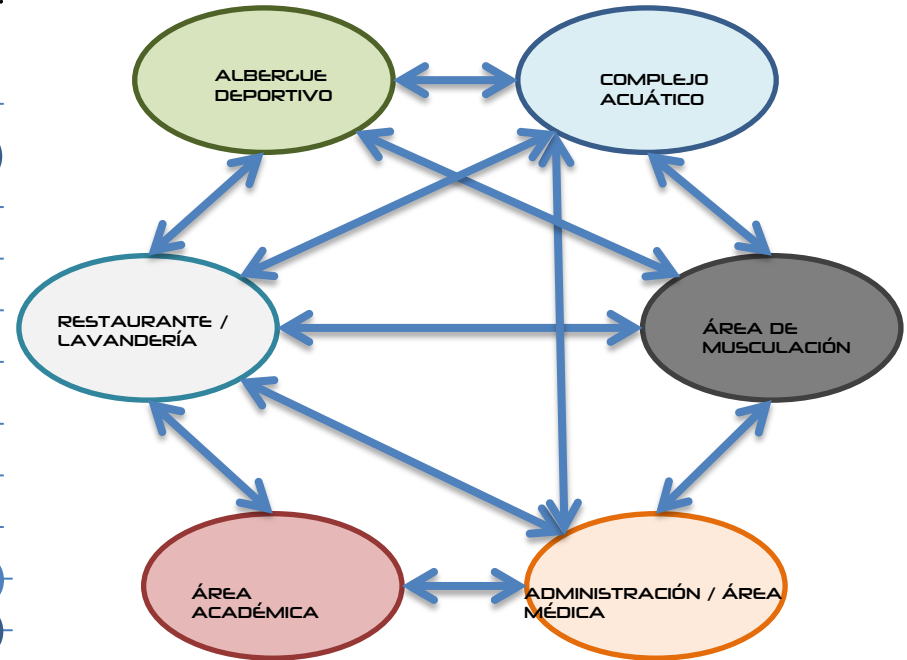 ALBERGUE
DEPORTIVO
COMPLEJO
ACUÁTICO
RESTAURANTE /
LAVANDERÍA
ÁREA DE
MUSCULACIÓN
ÁREA
ACADÉMICA
ADMINISTRACIÓN / ÁREA
MÉDICA